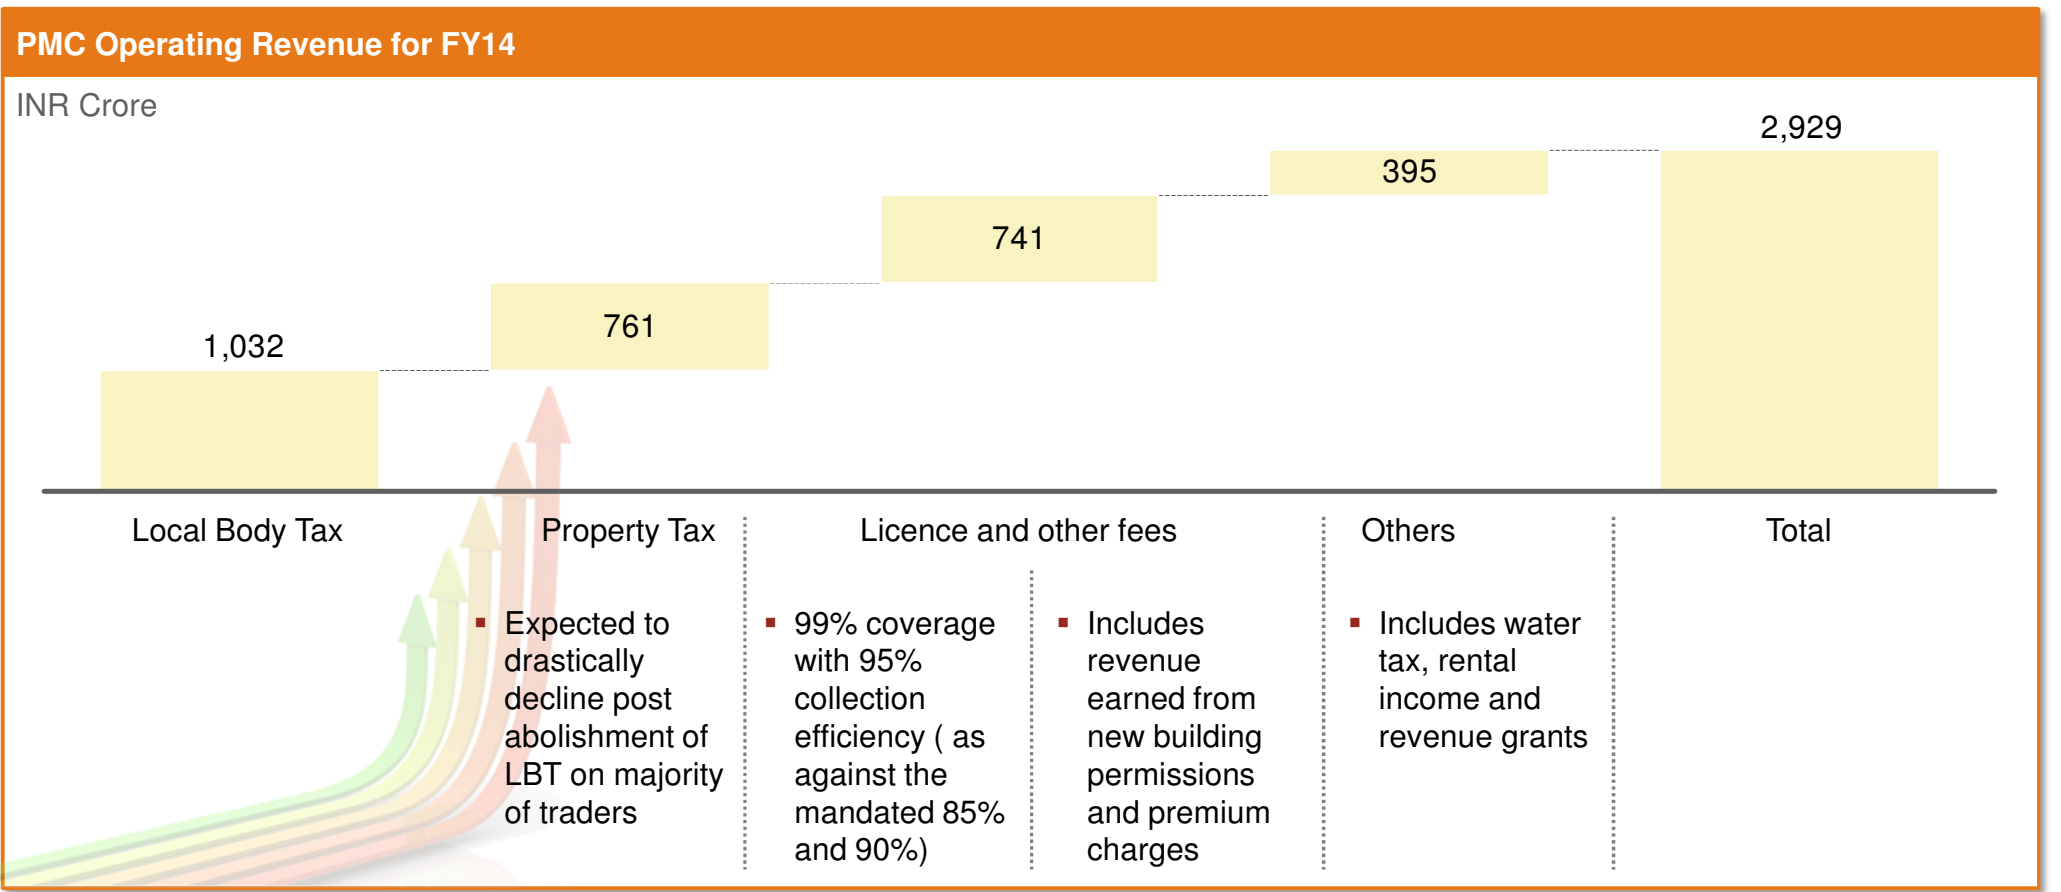 PMC Operating Revenue for FY14
INR Crore
1,032
761
741
395
2,929
Local Body Tax
Property Tax
Licence and other fees
Others
Total
▪ Expected to
drastically
decline post
abolishment of
LBT on majority
of traders
▪ 99% coverage
with 95%
collection
efficiency ( as
against the
mandated 85%
and 90%)
▪ Includes
revenue
earned from
new building
permissions
and premium
charges
▪ Includes water
tax, rental
income and
revenue grants